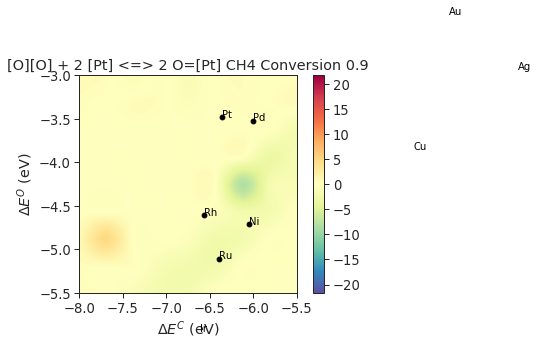 Au
[O][O] + 2 [Pt] <=> 2 O=[Pt] CH4 Conversion 0.9
Ag
−3.0
−3.5
−4.0
−4.5
−5.0
−5.5
ΔE^O (eV)
Pt
Pd
Cu
Rh
Ni
Ru
20
15
10
5
0
−5
−10
−15
−20
−8.0 −7.5 −7.0 −6.5 −6.0 −5.5
ΔE^C (eV)
Ir